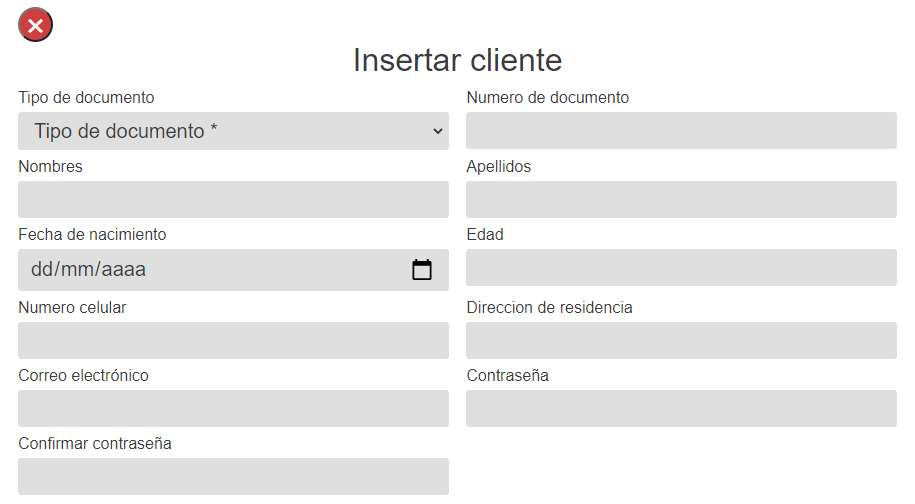 Insertar cliente
Tipo de documento
Numero de documento
Tipo de documento *
Nombres
Apellidos
Fecha de nacimiento
Edad
dd/mm/aaaa
Numero celular
Direccion de residencia
Correo electrónico
Contraseña
Confirmar contraseña